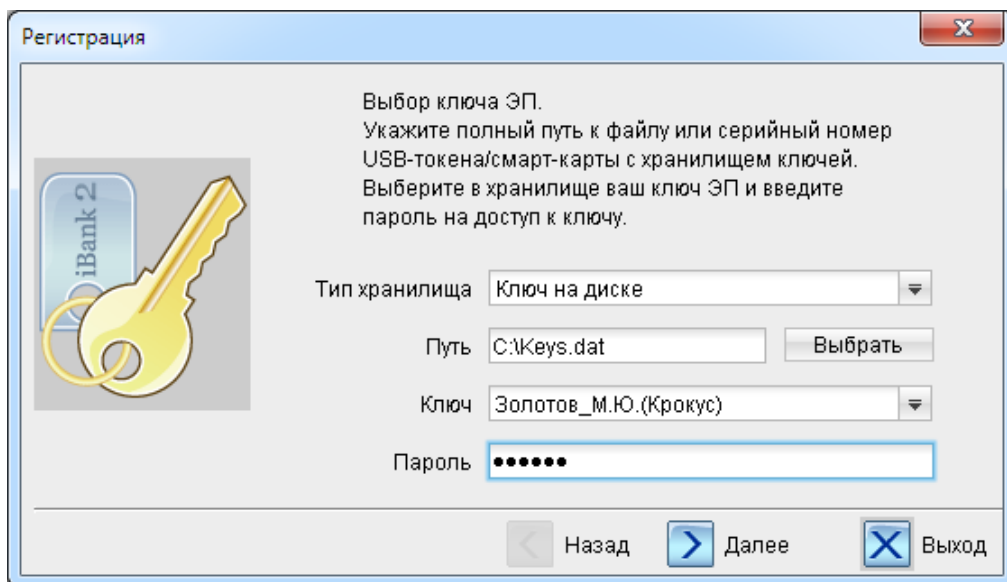 Регистрация
Выбор ключа ЭП.
Укажите полный путь к файлу или серийный номер
USB-токена/смарт-карты с хранилищем ключей.
Выберите в хранилище ваш ключ ЭП и введите
пароль на доступ к ключу.
iBank 2
Тип хранилища Ключ на диске
Путь C:\Keys.dat Выбрать
Ключ Золотов_М.Ю.(Крокус)
Пароль ••••••
Назад Далее Выход